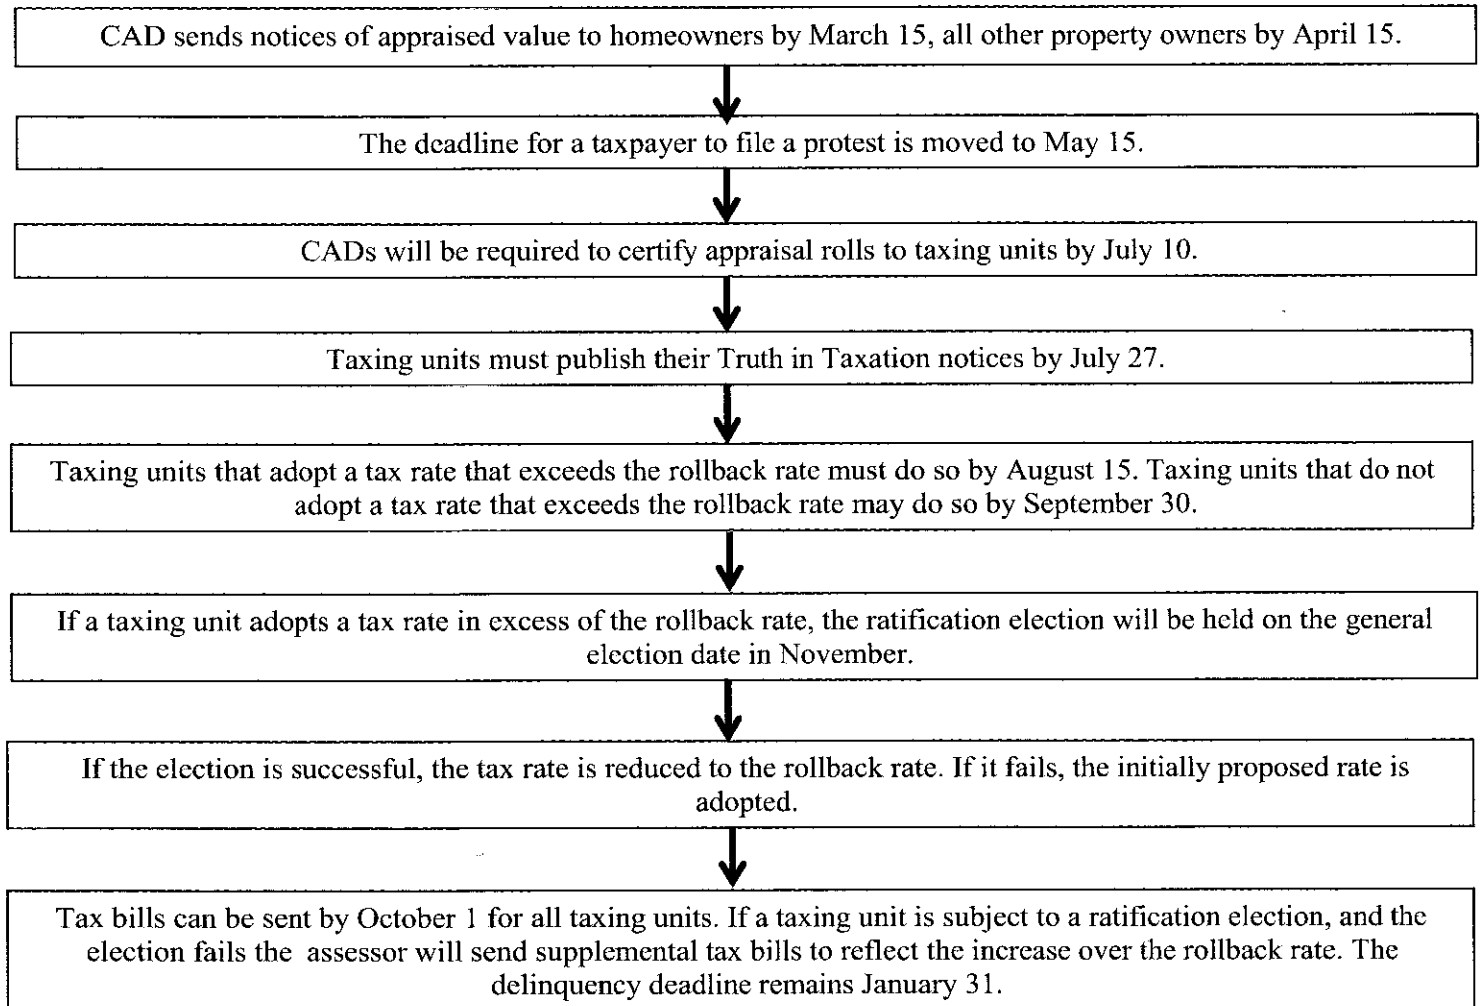 CAD sends notices of appraised value to homeowners by March 15, all other property owners by April 15.
The deadline for a taxpayer to file a protest is moved to May 15.
CADs will be required to certify appraisal rolls to taxing units by July 10.
Taxing units must publish their Truth in Taxation notices by July 27.
Taxing units that adopt a tax rate that exceeds the rollback rate must do so by August 15. Taxing units that do not
adopt a tax rate that exceeds the rollback rate may do so by September 30.
If a taxing unit adopts a tax rate in excess of the rollback rate, the ratification election will be held on the general
election date in November.
If the election is successful, the tax rate is reduced to the rollback rate. If it fails, the initially proposed rate is
adopted.
Tax bills can be sent by October 1 for all taxing units. If a taxing unit is subject to a ratification election, and the
election fails the assessor will send supplemental tax bills to reflect the increase over the rollback rate. The
delinquency deadline remains January 31.